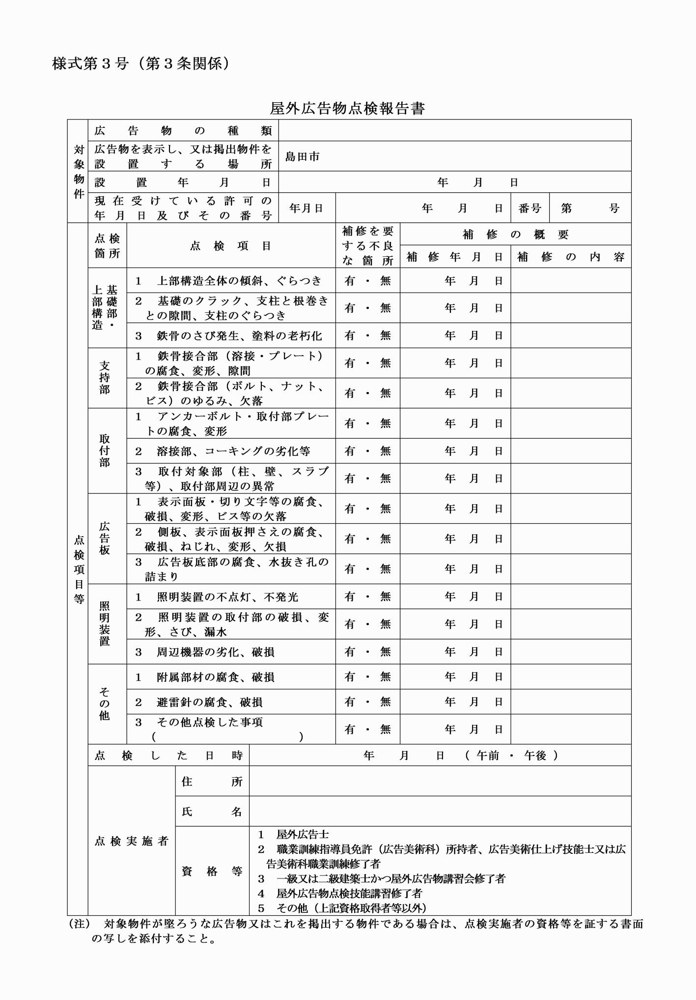 様式第３号（第３条関係）
屋外広告物点検報告書
対象物件
広告物の種類
広告物を表示し、又は掲出物件を
設置する場所
島田市
設置年月日
年　月　日
現在受けている許可の
年月日及びその番号
年月日
年　月　日
番号
第　号
点検項目等
点検
箇所
点検項目
補修を要
する不良
な箇所
補修の概要
補修年月日
補修の内容
基礎部・
上部構造
1　上部構造全体の傾斜、ぐらつき
有・無
年　月　日
2　基礎のクラック、支柱と根巻き
との隙間、支柱のぐらつき
有・無
年　月　日
3　鉄骨のさび発生、塗料の老朽化
有・無
年　月　日
支持部
1　鉄骨接合部（溶接・プレート）
の腐食、変形、隙間
有・無
年　月　日
2　鉄骨接合部（ボルト、ナット、
ビス）のゆるみ、欠落
有・無
年　月　日
取付部
1　アンカーボルト・取付部プレー
トの腐食、変形
有・無
年　月　日
2　溶接部、コーキングの劣化等
有・無
年　月　日
3　取付対象部（柱、壁、スラブ
等）、取付部周辺の異常
有・無
年　月　日
広告板
1　表示面板・切り文字等の腐食、
破損、変形、ビス等の欠落
有・無
年　月　日
2　側板、表示面板押さえの腐食、
破損、ねじれ、変形、欠損
有・無
年　月　日
3　広告板底部の腐食、水抜き孔の
詰まり
有・無
年　月　日
照明装置
1　照明装置の不点灯、不発光
有・無
年　月　日
2　照明装置の取付部の破損、変
形、さび、漏水
有・無
年　月　日
3　周辺機器の劣化、破損
有・無
年　月　日
その他
1　附属部材の腐食、破損
有・無
年　月　日
2　避雷針の腐食、破損
有・無
年　月　日
3　その他点検した事項
（　　　　　　　　　　　　）
有・無
年　月　日
点検した日時
年　月　日　（午前・午後）
点検実施者
住所
氏名
資格等
1　屋外広告士
2　職業訓練指導員免許（広告美術科）所持者、広告美術仕上げ技能士又は広
告美術科職業訓練修了者
3　一級又は二級建築士かつ屋外広告物講習会修了者
4　屋外広告物点検技能講習修了者
5　その他（上記資格取得者等以外）
（注）　対象物件が堅ろうな広告物又はこれを掲出する物件である場合は、点検実施者の資格等を証する書面
の写しを添付すること。